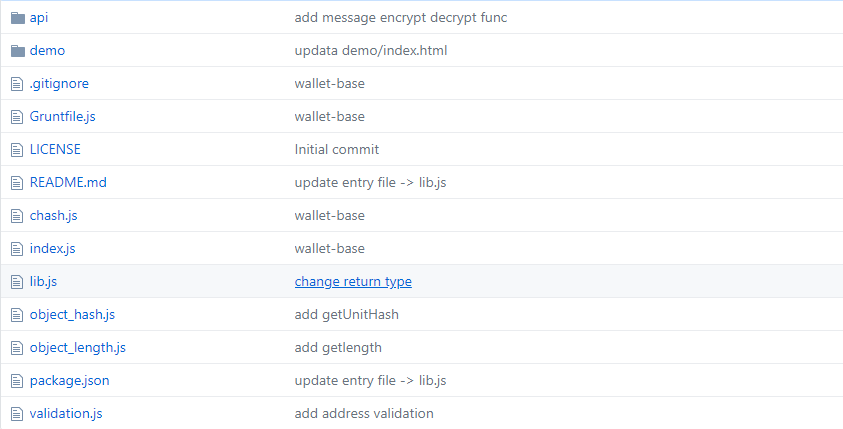 api add message encrypt decrypt func
demo updata demo/index.html
.gitignore wallet-base
Gruntfile.js wallet-base
LICENSE Initial commit
README.md update entry file -> lib.js
chash.js wallet-base
index.js wallet-base
lib.js change return type
object_hash.js add getUnitHash
object_length.js add getlength
package.json update entry file -> lib.js
validation.js add address validation